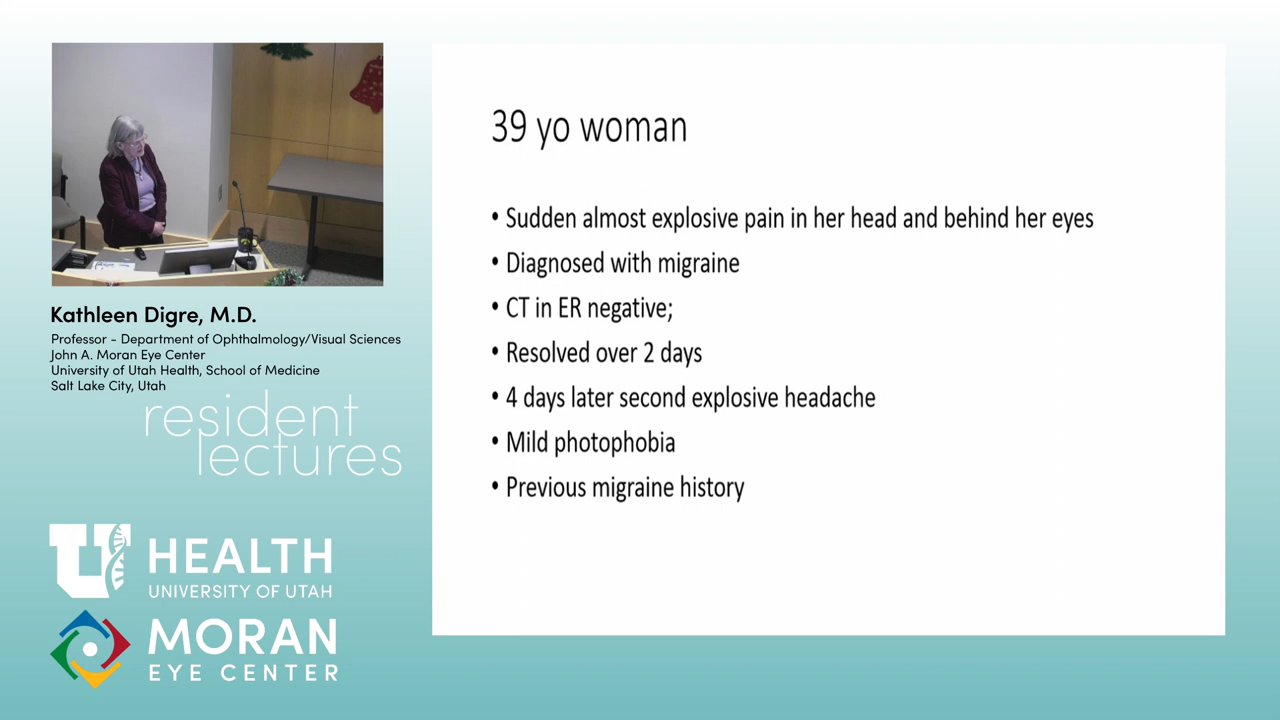 39 yo woman
• Sudden almost explosive pain in her head and behind her eyes
• Diagnosed with migraine
• CT in ER negative;
• Resolved over 2 days
• 4 days later second explosive headache
• Mild photophobia
• Previous migraine history
Kathleen Digre, M.D.
Professor - Department of Ophthalmology/Visual Sciences
John A. Moran Eye Center
University of Utah Health, School of Medicine
Salt Lake City, Utah
resident
lectures
U HEALTH
UNIVERSITY OF UTAH
MORAN
EYE CENTER